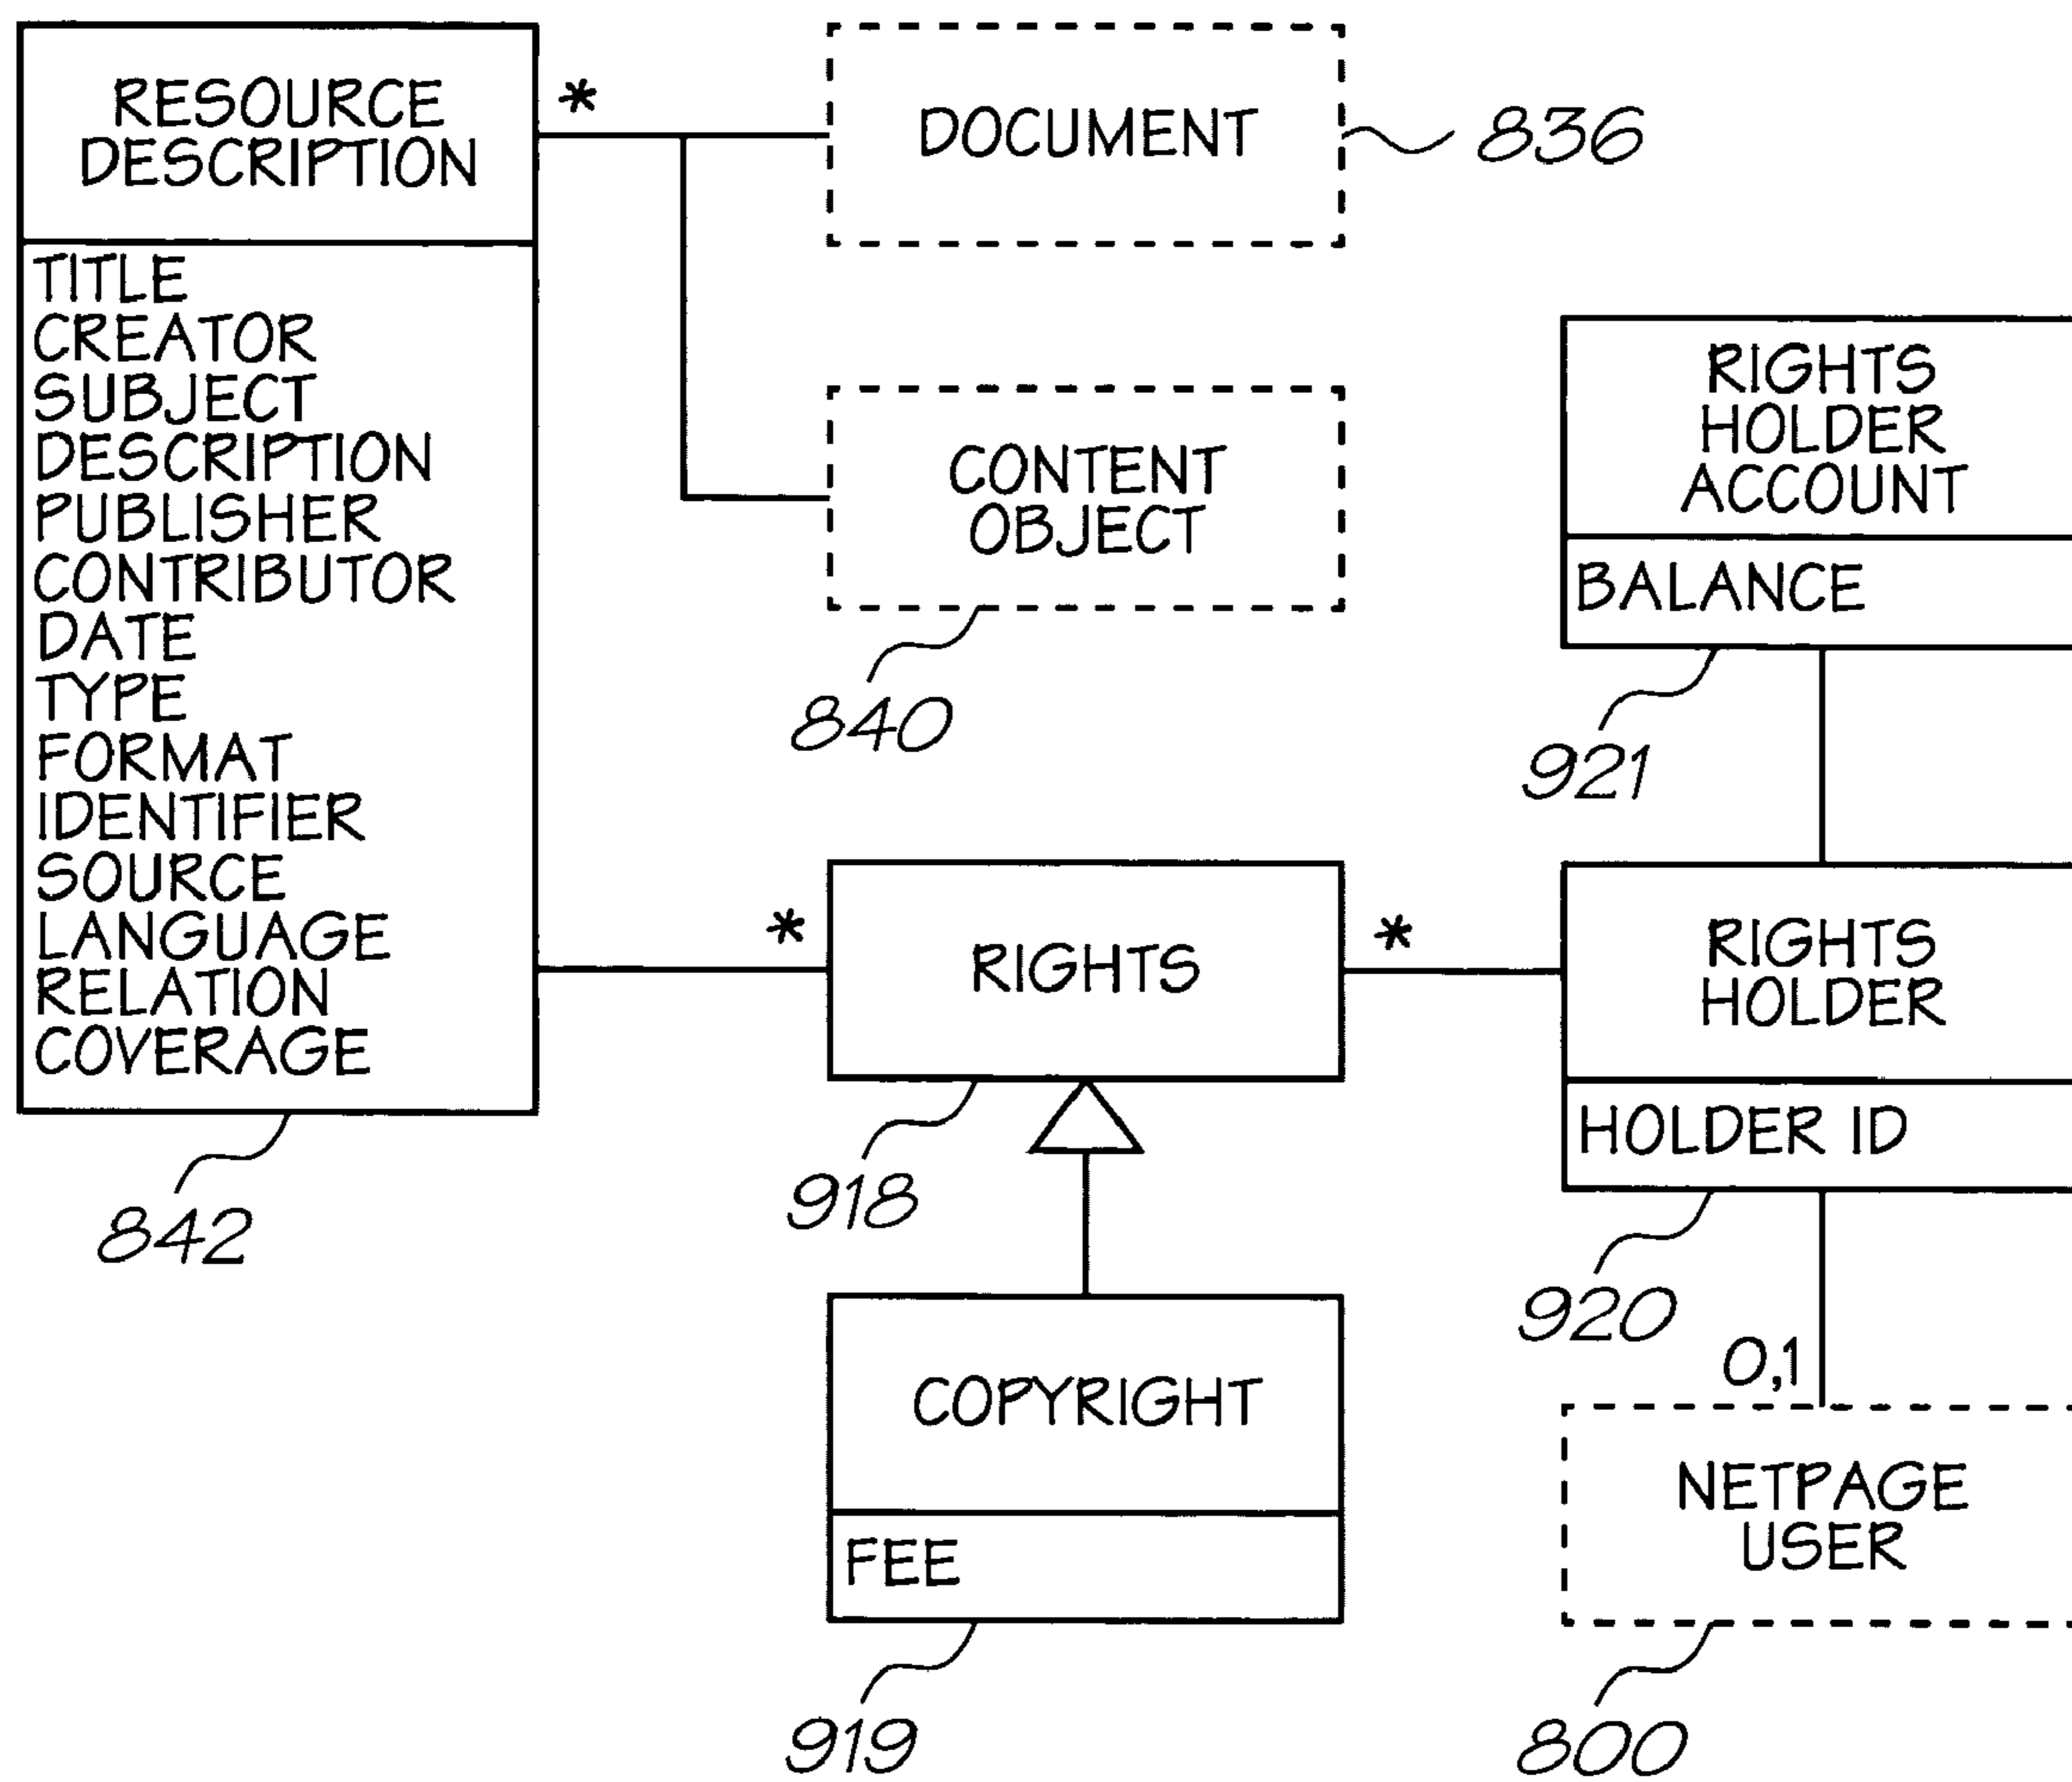 RESOURCE
DESCRIPTION
TITLE
CREATOR
SUBJECT
DESCRIPTION
PUBLISHER
CONTRIBUTOR
DATE
TYPE
FORMAT
IDENTIFIER
SOURCE
LANGUAGE
RELATION
COVERAGE
842
*
DOCUMENT
836
CONTENT
OBJECT
840
*
RIGHTS
918
*
COPYRIGHT
FEE
919
RIGHTS
HOLDER
ACCOUNT
BALANCE
921
RIGHTS
HOLDER
HOLDER ID
920
0,1
NETPAGE
USER
800